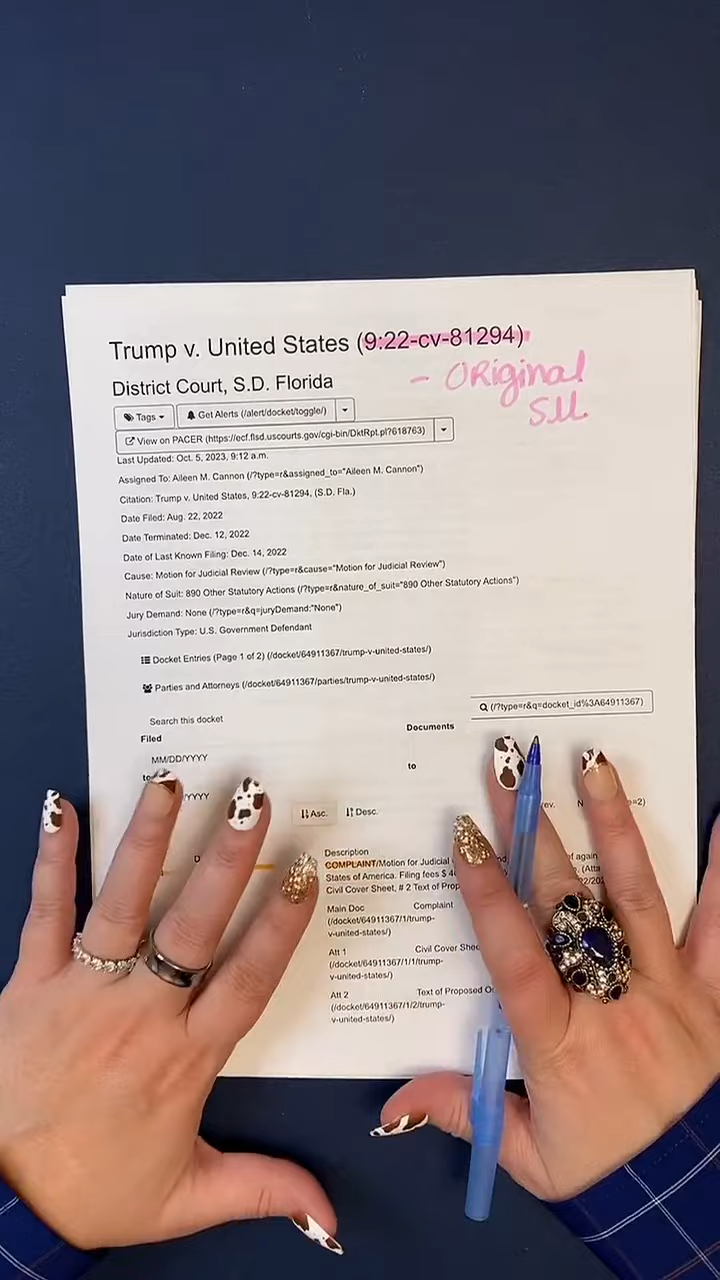 Trump v. United States (9:22-cv-81294)
- ORiginal
S.M.
District Court, S.D. Florida
Tags
Get Alerts (/alert/docket/toggle/)
View on PACER (https://ecf.flsd.uscourts.gov/cgi-bin/DktRpt.pl?618763)
Last Updated: Oct. 5, 2023, 9:12 a.m.
Assigned To: Aileen M. Cannon (/?type=r&assigned_to="Aileen M. Cannon")
Citation: Trump v. United States, 9:22-cv-81294, (S.D. Fla.)
Date Filed: Aug. 22, 2022
Date Terminated: Dec. 12, 2022
Date of Last Known Filing: Dec. 14, 2022
Cause: Motion for Judicial Review (/?type=r&cause="Motion for Judicial Review")
Nature of Suit: 890 Other Statutory Actions (/?type=r&nature_of_suit="890 Other Statutory Actions")
Jury Demand: None (/?type=r&q=juryDemand:"None")
Jurisdiction Type: U.S. Government Defendant
Docket Entries (Page 1 of 2) (/docket/64911367/trump-v-united-states/)
Parties and Attorneys (/docket/64911367/parties/trump-v-united-states/)
(/?type=r&q=docket_id%3A64911367)
Search this docket
Filed
Documents
MM/DD/YYYY
to
to
YYYY
ev.
N
=2)
Asc.
Desc.
D
Description
COMPLAINT/Motion for Judicial
of again
States of America. Filing fees $ 4
(Atta
Civil Cover Sheet, # 2 Text of Prop
Main Doc
Complaint
(/docket/64911367/1/trump-
v-united-states/)
Att 1
Civil Cover Shee
(/docket/64911367/1/1/trump-
v-united-states/)
Att 2
Text of Proposed O
(/docket/64911367/1/2/trump-
v-united-states/)